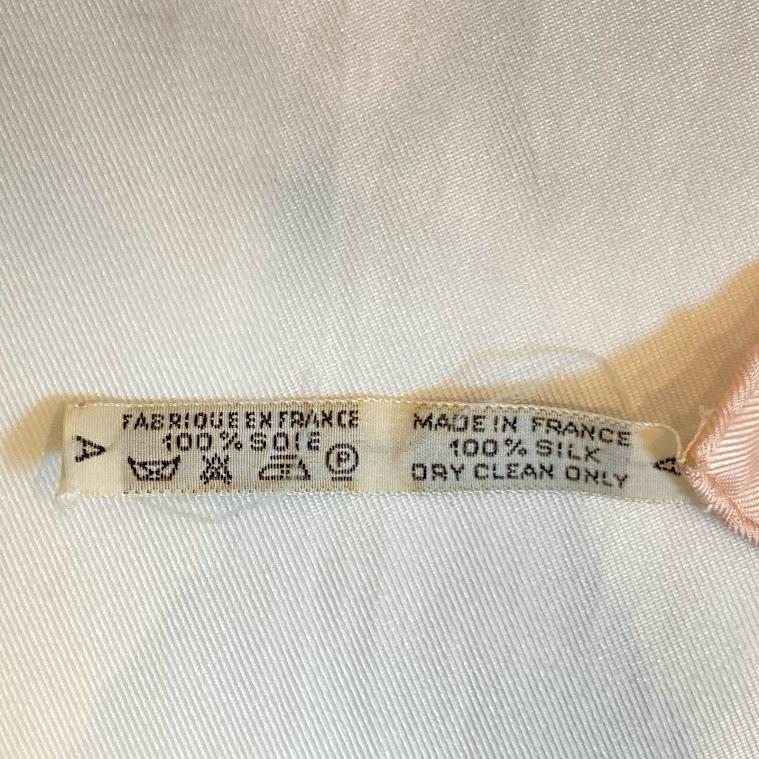 A
FABRIQUE EN FRANCE
100% SOIE
P
MADE IN FRANCE
100% SILK
DRY CLEAN ONLY
A